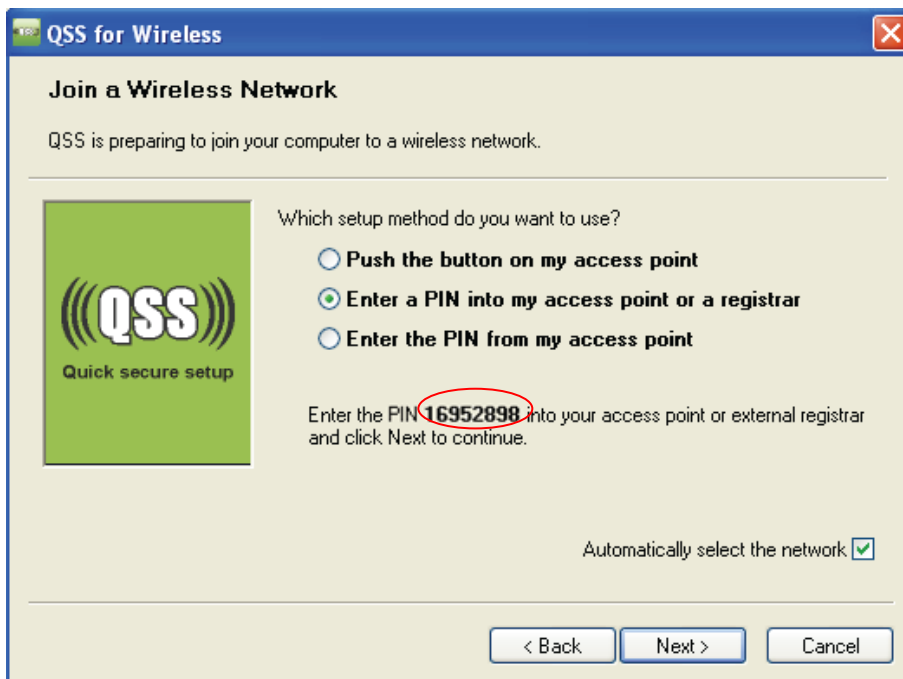 QSS for Wireless
Join a Wireless Network
QSS is preparing to join your computer to a wireless network.
Which setup method do you want to use?
Push the button on my access point
Enter a PIN into my access point or a registrar
Enter the PIN from my access point
QSS
Quick secure setup
Enter the PIN 16952898 into your access point or external registrar
and click Next to continue.
Automatically select the network
< Back
Next >
Cancel